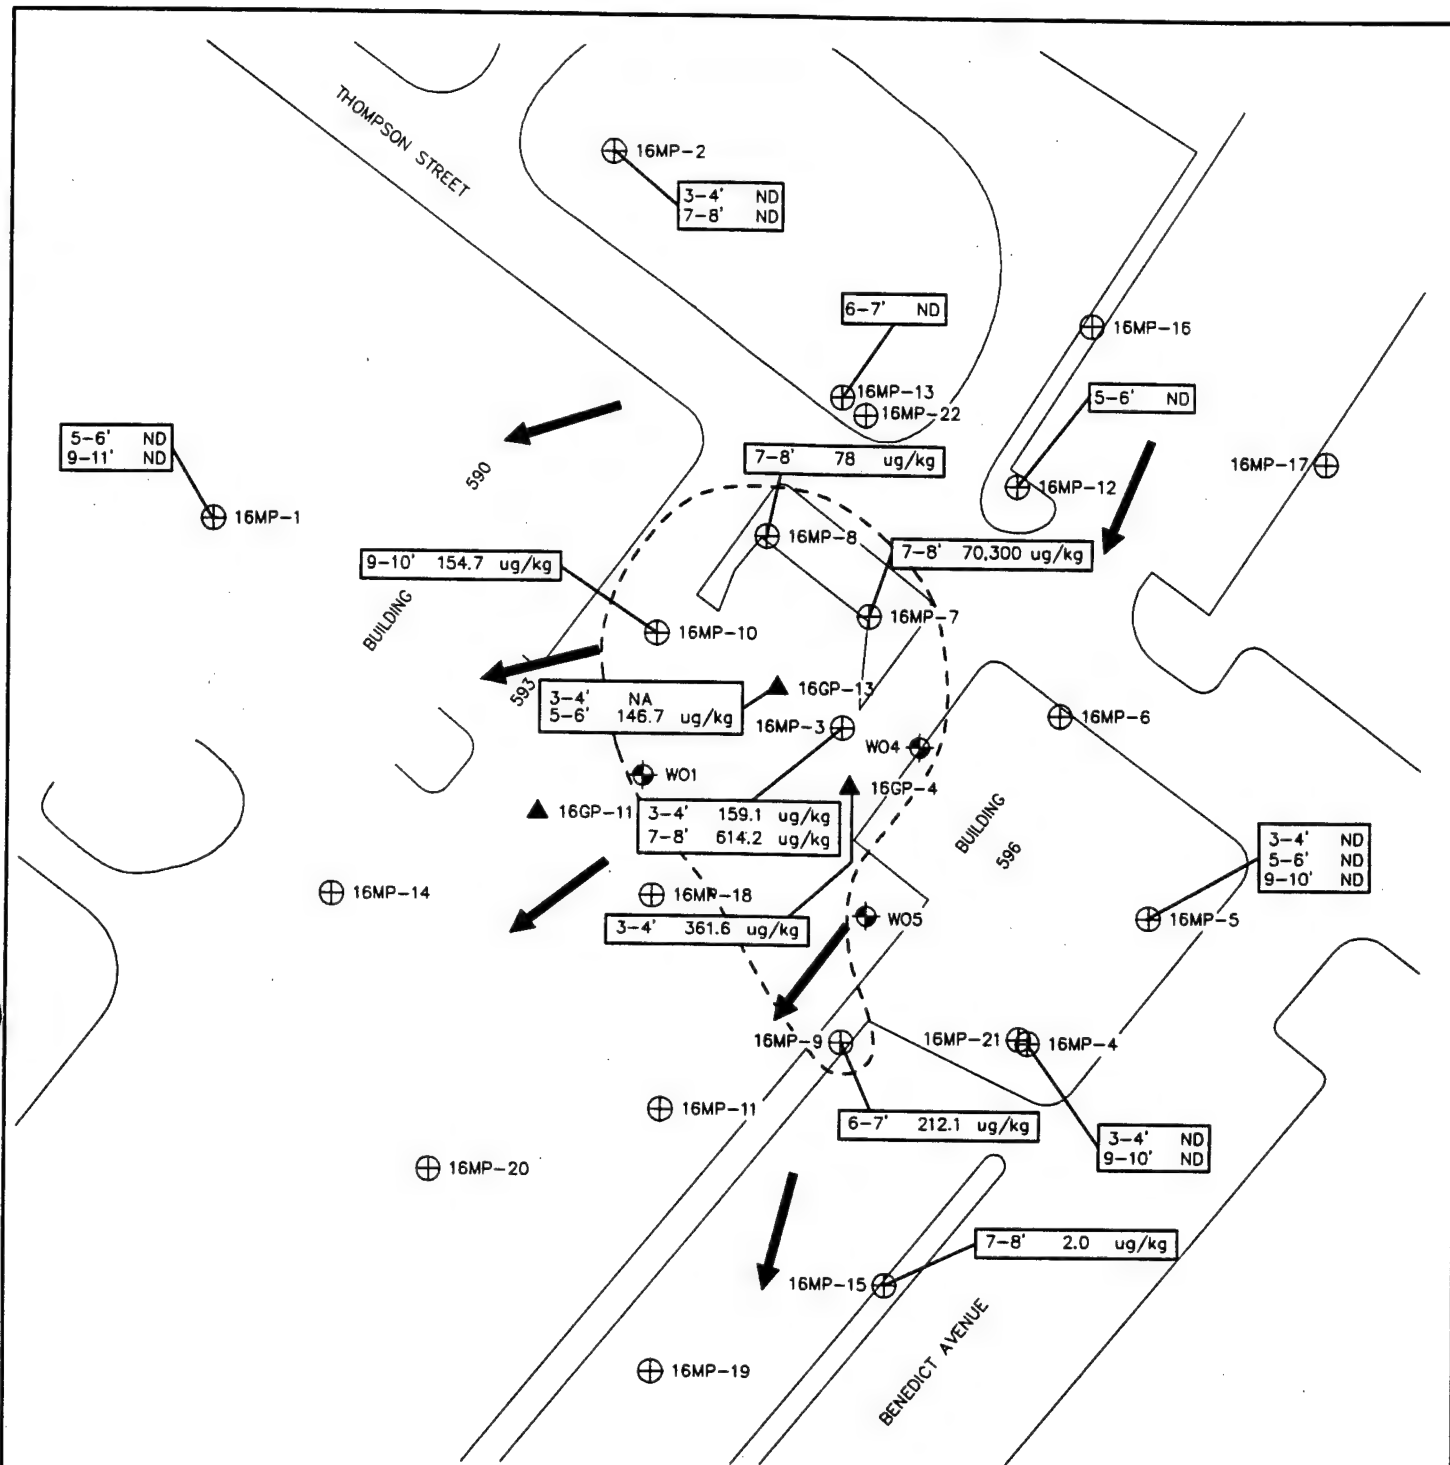 THOMPSON STREET
16MP-2
3-4' ND
7-8' ND
6-7' ND
16MP-16
16MP-13
16MP-22
5-6' ND
5-6' ND
9-11' ND
590
7-8' 78 ug/kg
16MP-17
16MP-12
16MP-1
16MP-8
9-10' 154.7 ug/kg
7-8' 70,300 ug/kg
BUILDING
16MP-10
16MP-7
593
3-4' NA
5-6' 146.7 ug/kg
16GP-13
16MP-3
16MP-6
W04
W01
16GP-11
3-4' 159.1 ug/kg
7-8' 614.2 ug/kg
16GP-4
BUILDING
596
3-4' ND
5-6' ND
9-10' ND
16MP-14
16MP-18
3-4' 361.6 ug/kg
W05
16MP-5
16MP-9
16MP-21
16MP-4
16MP-11
6-7' 212.1 ug/kg
3-4' ND
9-10' ND
16MP-20
7-8' 2.0 ug/kg
16MP-15
16MP-19
BENEDICT AVENUE